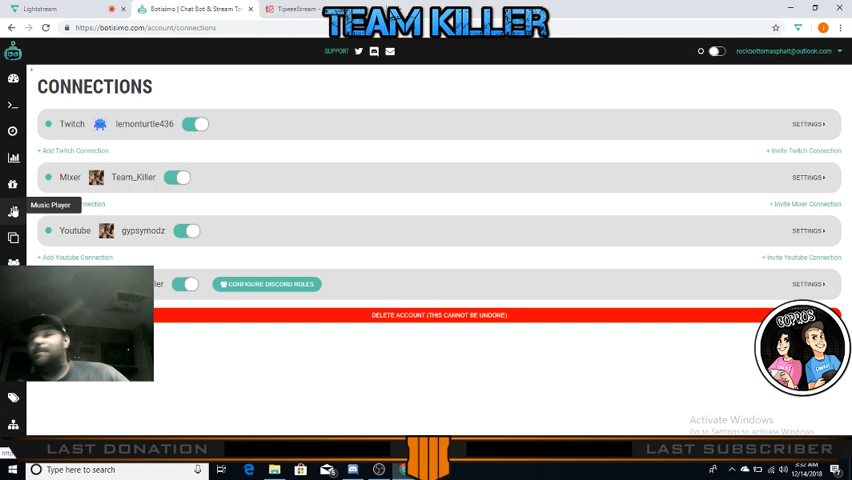 Lightstream
Botisimo | Chat Bot & Stream To
TipeeeStream -
TEAM KILLER
https://botisimo.com/account/connections
SUPPORT
rockbottomasphalt@outlook.com
CONNECTIONS
Twitch lemonturtle436 SETTINGS
+ Add Twitch Connection + Invite Twitch Connection
Mixer Team_Killer SETTINGS
Music Player
onnection + Invite Mixer Connection
Youtube gypsymodz SETTINGS
+ Add Youtube Connection + Invite Youtube Connection
ller CONFIGURE DISCORD ROLES SETTINGS
DELETE ACCOUNT (THIS CANNOT BE UNDONE)
COPROS
Activate Windows
Go to Settings to activate Windows.
LAST DONATION LAST SUBSCRIBER
Type here to search
12/14/2018